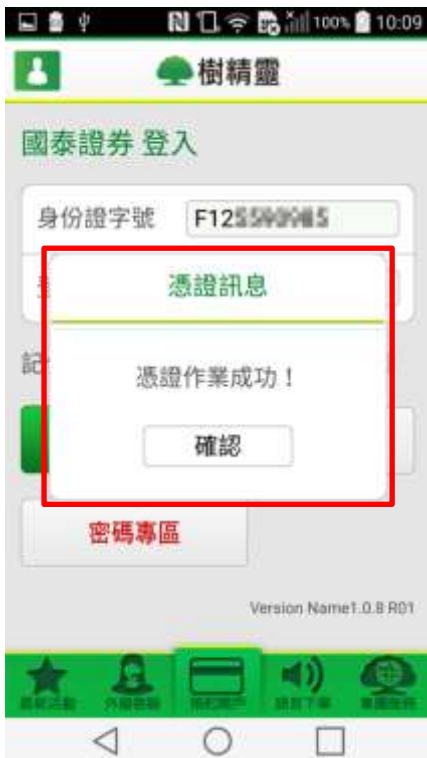 100% 10:09
樹精靈
國泰證券 登入
身份證字號 F125
憑證訊息
記
憑證作業成功！
確認
密碼專區
Version Name1.0.8 R01